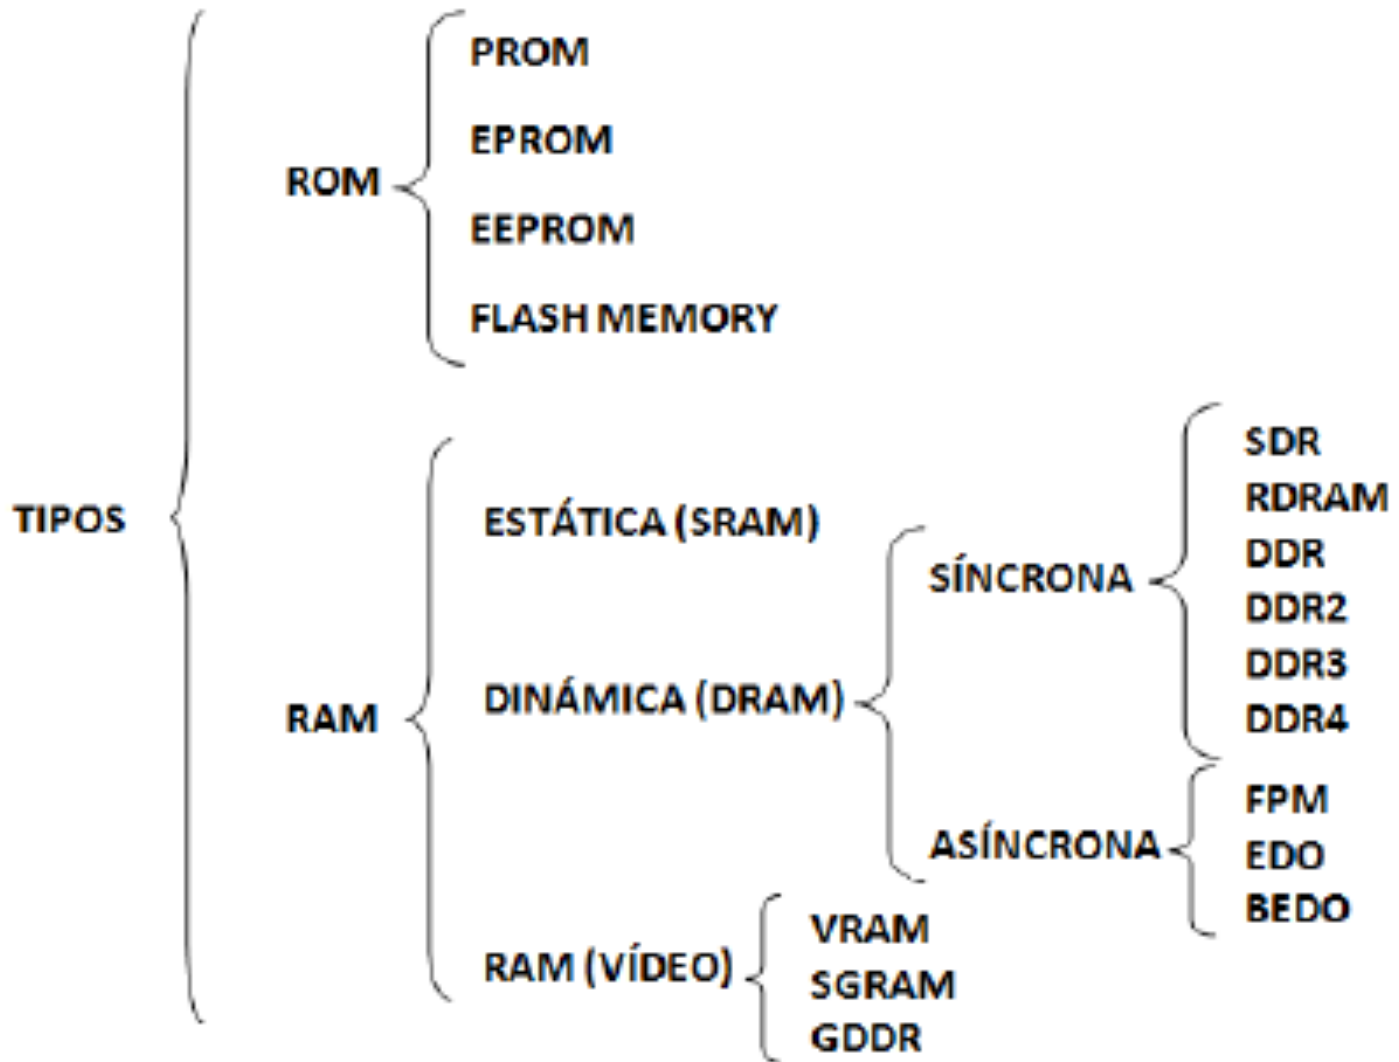 TIPOS
ROM
PROM
EPROM
EEPROM
FLASH MEMORY
RAM
ESTÁTICA (SRAM)
DINÁMICA (DRAM)
SÍNCRONA
SDR
RDRAM
DDR
DDR2
DDR3
DDR4
ASÍNCRONA
FPM
EDO
BEDO
RAM (VÍDEO)
VRAM
SGRAM
GDDR